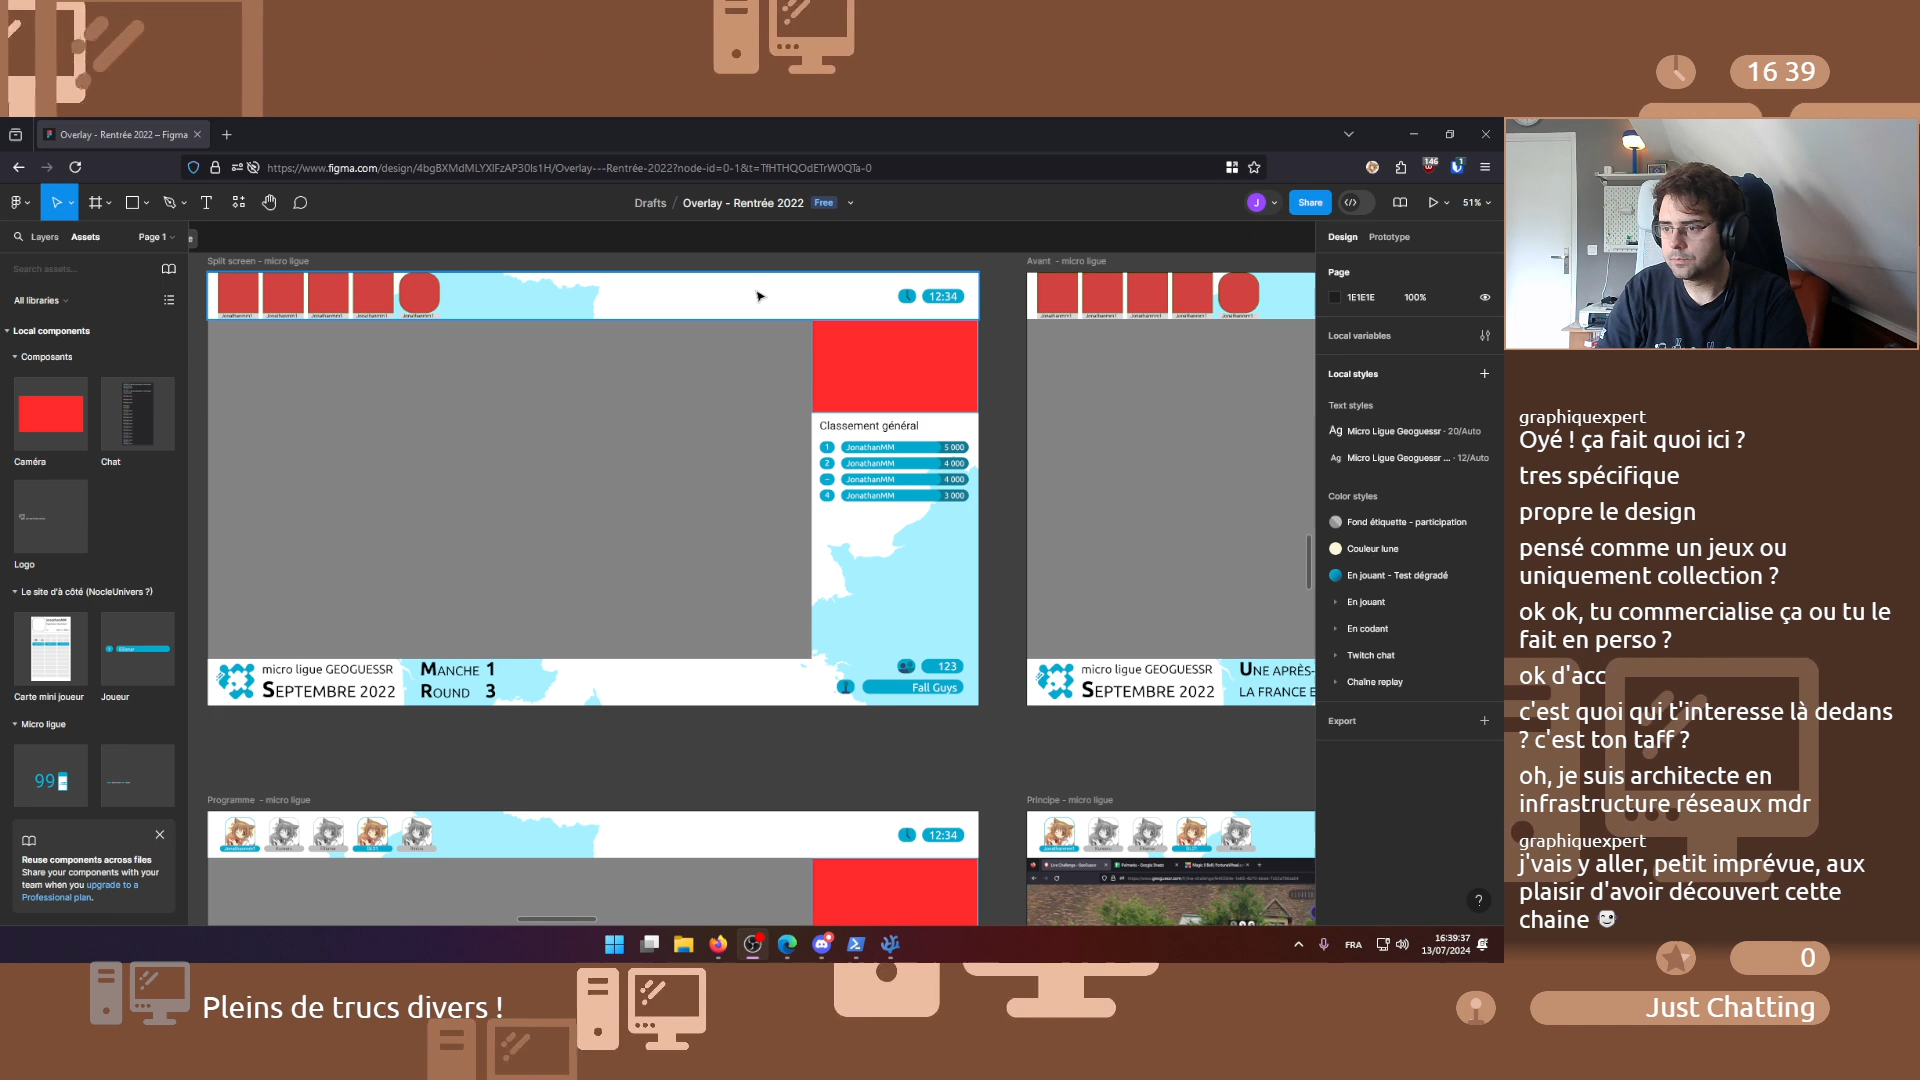 16 39
Overlay - Rentrée 2022 – Figma
https://www.figma.com/design/4bgBXMdMLYXlFzAP30ls1H/Overlay---Rentrée-2022?node-id=0-1&t=TfHTHQOdETrW0QTa-0
146
1
Drafts / Overlay - Rentrée 2022 Free
J
Share
51%
Layers
Assets
Page 1
Search assets...
All libraries
Local components
Composants
Caméra
Chat
Logo
Le site d'à côté (NocleUnivers ?)
Carte mini joueur
Joueur
Micro ligue
99
Reuse components across files
Share your components with your
team when you upgrade to a
Professional plan.
Split screen - micro ligue
12:34
Classement général
1 JonathanMM 5 000
2 JonathanMM 4 000
– JonathanMM 4 000
4 JonathanMM 3 000
micro ligue GEOGUESSR
SEPTEMBRE 2022
MANCHE 1
ROUND 3
123
Fall Guys
Avant - micro ligue
micro ligue GEOGUESSR
SEPTEMBRE 2022
UNE APRÈS-
LA FRANCE E
Programme - micro ligue
12:34
Principe - micro ligue
Design
Prototype
Page
1E1E1E 100%
Local variables
Local styles
Text styles
Ag Micro Ligue Geoguessr - 20/Auto
Ag Micro Ligue Geoguessr ... - 12/Auto
Color styles
Fond étiquette - participation
Couleur lune
En jouant - Test dégradé
En jouant
En codant
Twitch chat
Chaîne replay
Export
?
FRA
16:39:37
13/07/2024
graphiquexpert
Oyé ! ça fait quoi ici ?
tres spécifique
propre le design
pensé comme un jeux ou
uniquement collection ?
ok ok, tu commercialise ça ou tu le
fait en perso ?
ok d'acc
c'est quoi qui t'interesse là dedans
? c'est ton taff ?
oh, je suis architecte en
infrastructure réseaux mdr
graphiquexpert
j'vais y aller, petit imprévue, aux
plaisir d'avoir découvert cette
chaine
0
Pleins de trucs divers !
Just Chatting